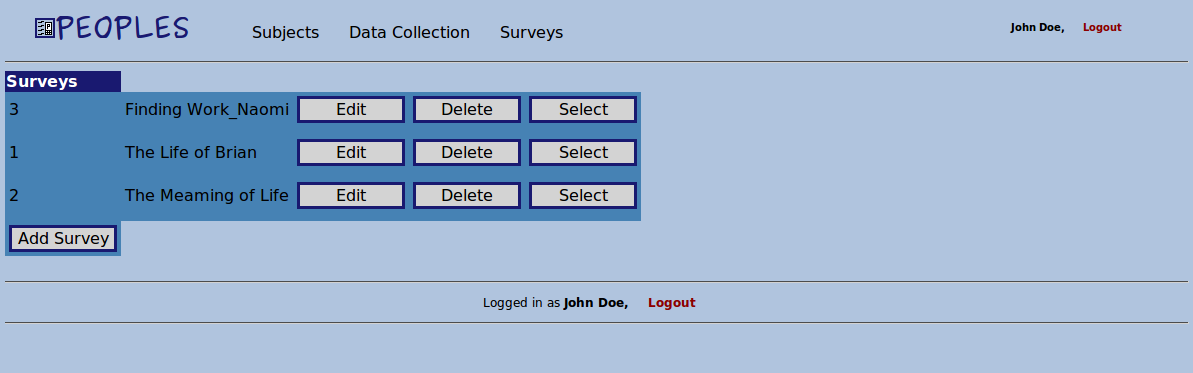 PEOPLES Subjects Data Collection Surveys John Doe, Logout
Surveys
3 Finding Work_Naomi Edit Delete Select
1 The Life of Brian Edit Delete Select
2 The Meaming of Life Edit Delete Select
Add Survey
Logged in as John Doe, Logout